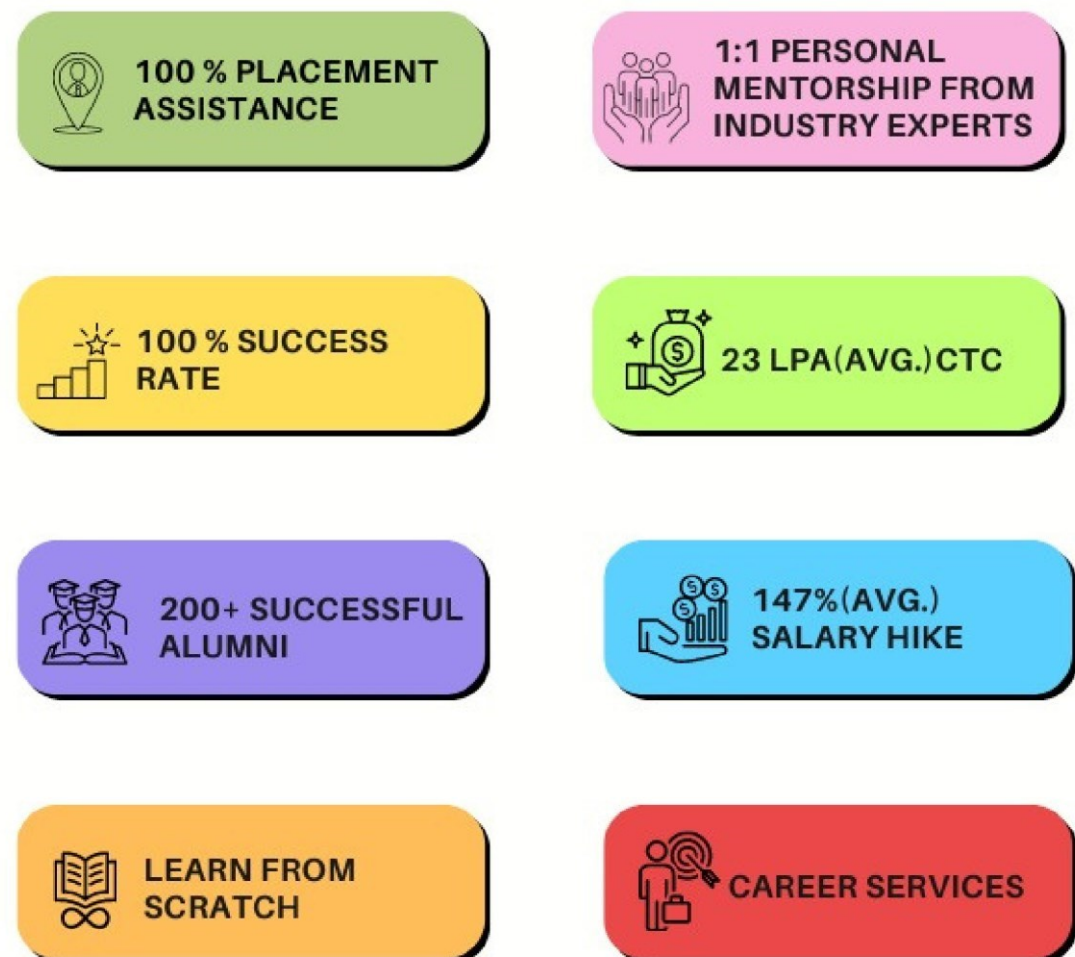 100 % PLACEMENT
ASSISTANCE
1:1 PERSONAL
MENTORSHIP FROM
INDUSTRY EXPERTS
100 % SUCCESS
RATE
23 LPA(AVG.)CTC
200+ SUCCESSFUL
ALUMNI
147%(AVG.)
SALARY HIKE
LEARN FROM
SCRATCH
CAREER SERVICES